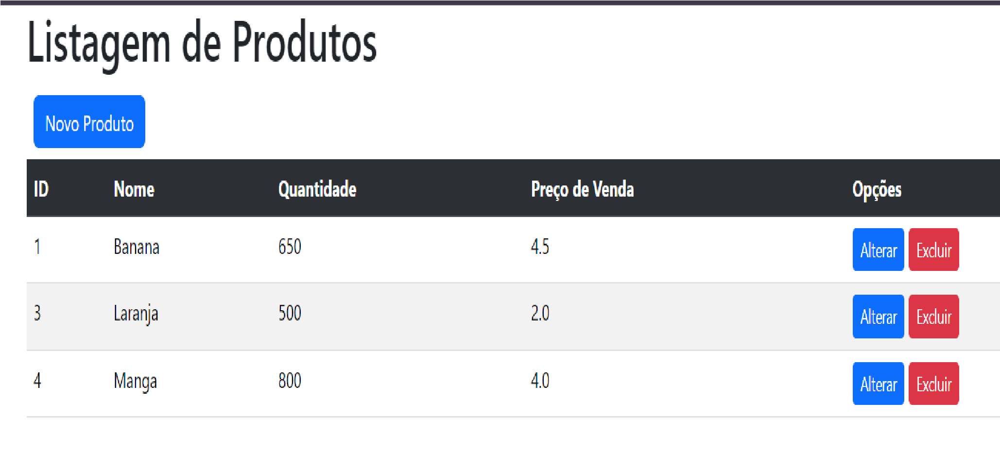 Listagem de Produtos
Novo Produto
ID Nome Quantidade Preço de Venda Opções
1 Banana 650 4.5 Alterar Excluir
3 Laranja 500 2.0 Alterar Excluir
4 Manga 800 4.0 Alterar Excluir